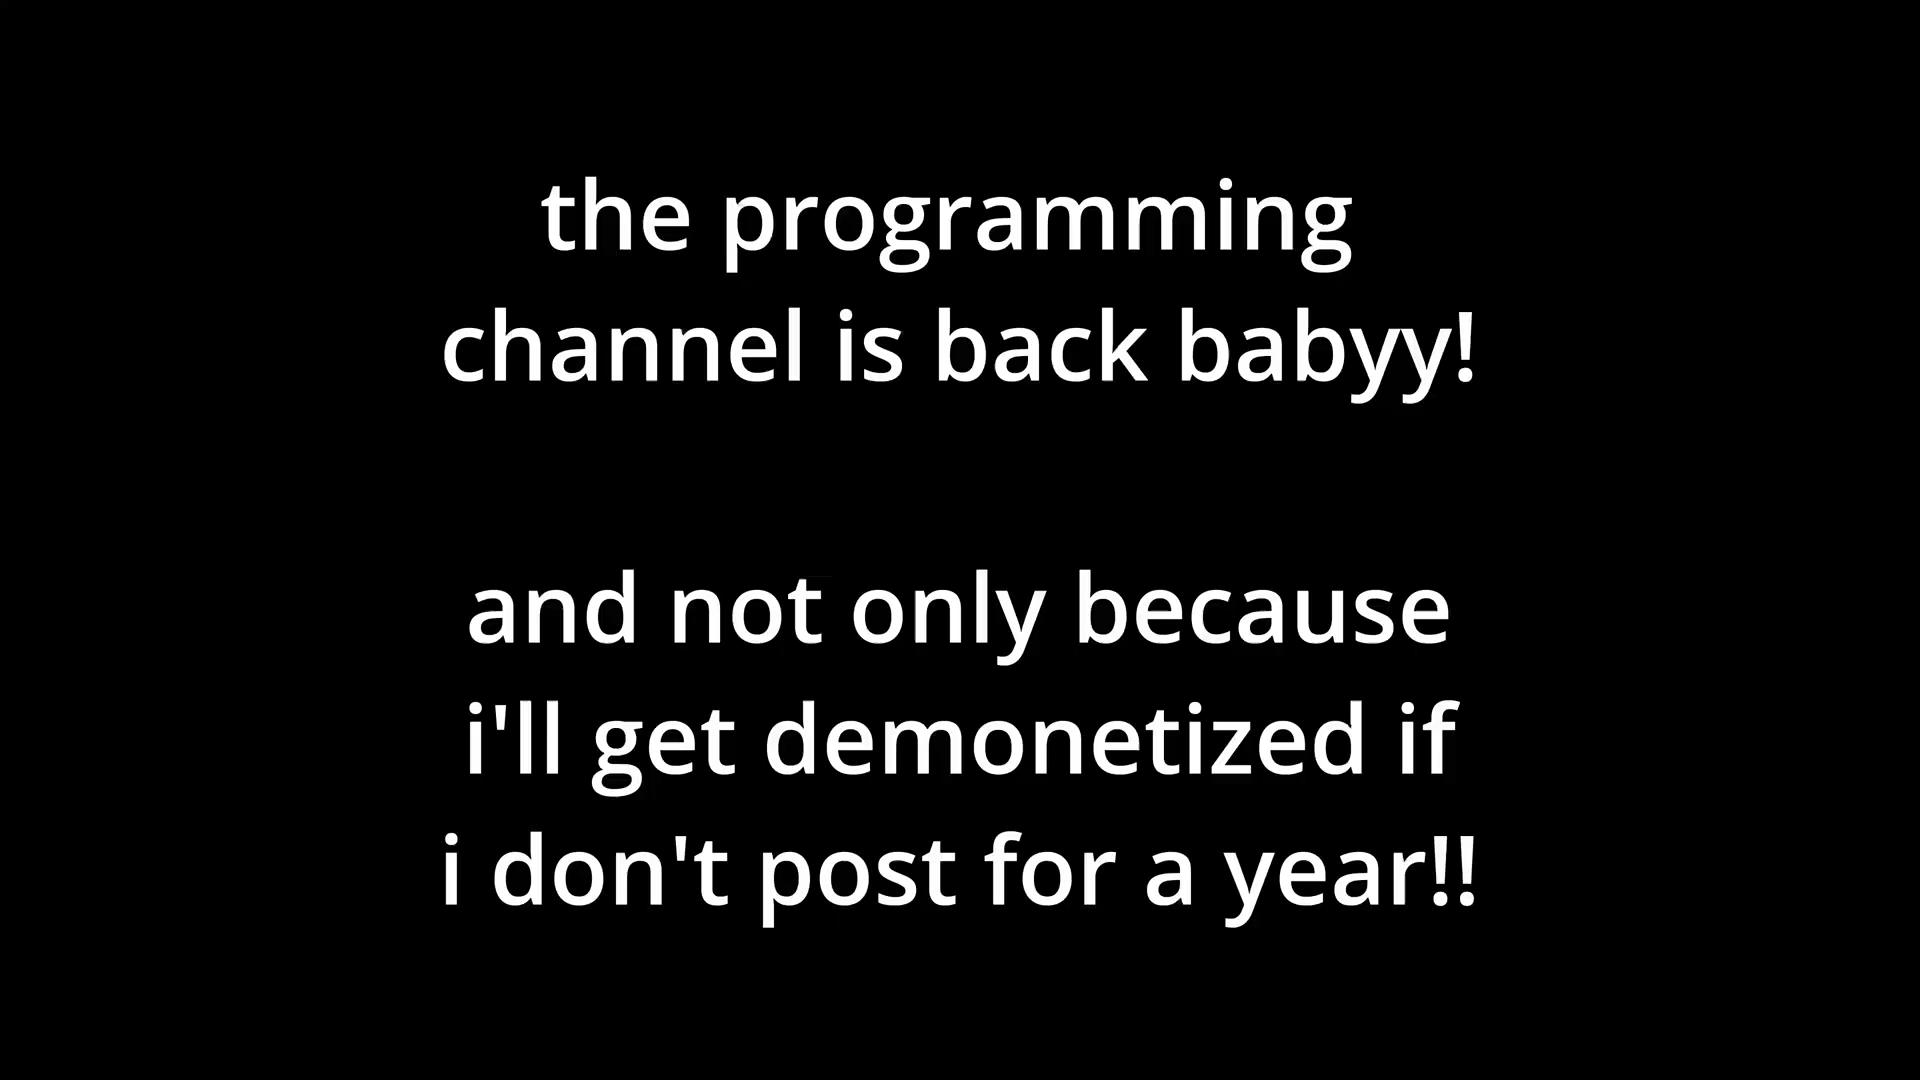 the programming
channel is back babyy!
and not only because
i'll get demonetized if
i don't post for a year!!